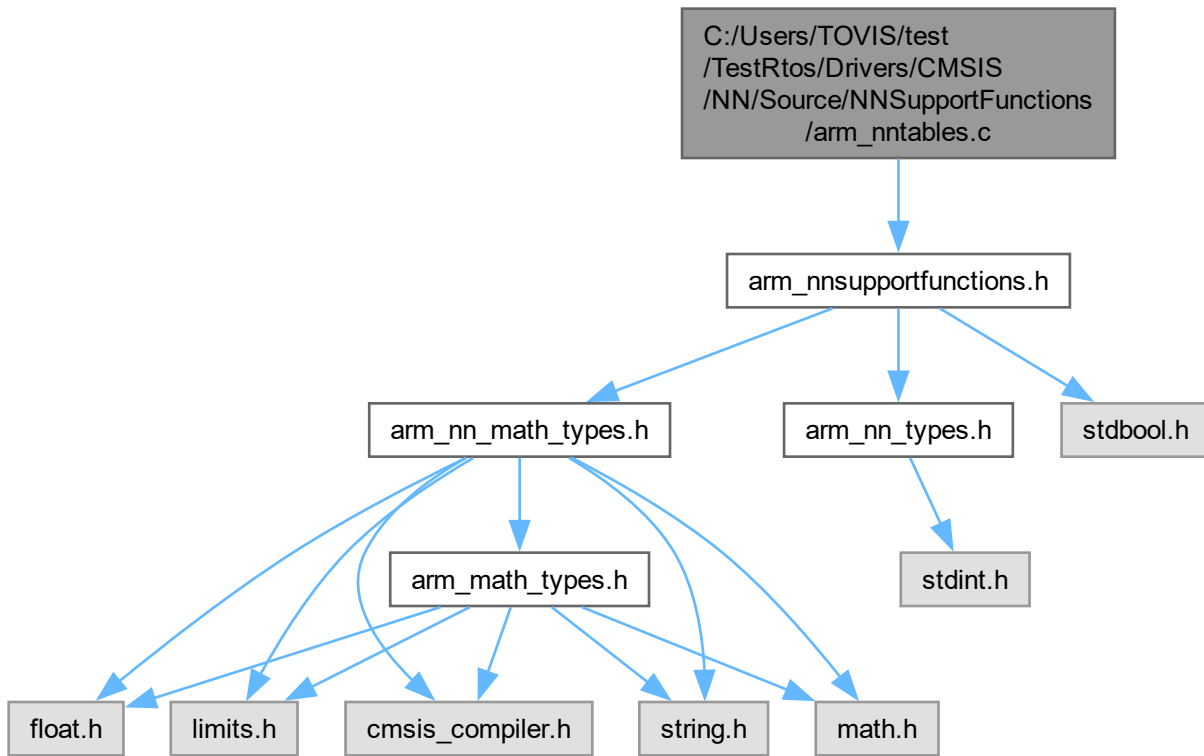 C:/Users/TOVIS/test
/TestRtos/Drivers/CMSIS
/NN/Source/NNSupportFunctions
/arm_nntables.c
arm_nnsupportfunctions.h
arm_nn_math_types.h
arm_nn_types.h
stdbool.h
arm_math_types.h
stdint.h
float.h
limits.h
cmsis_compiler.h
string.h
math.h